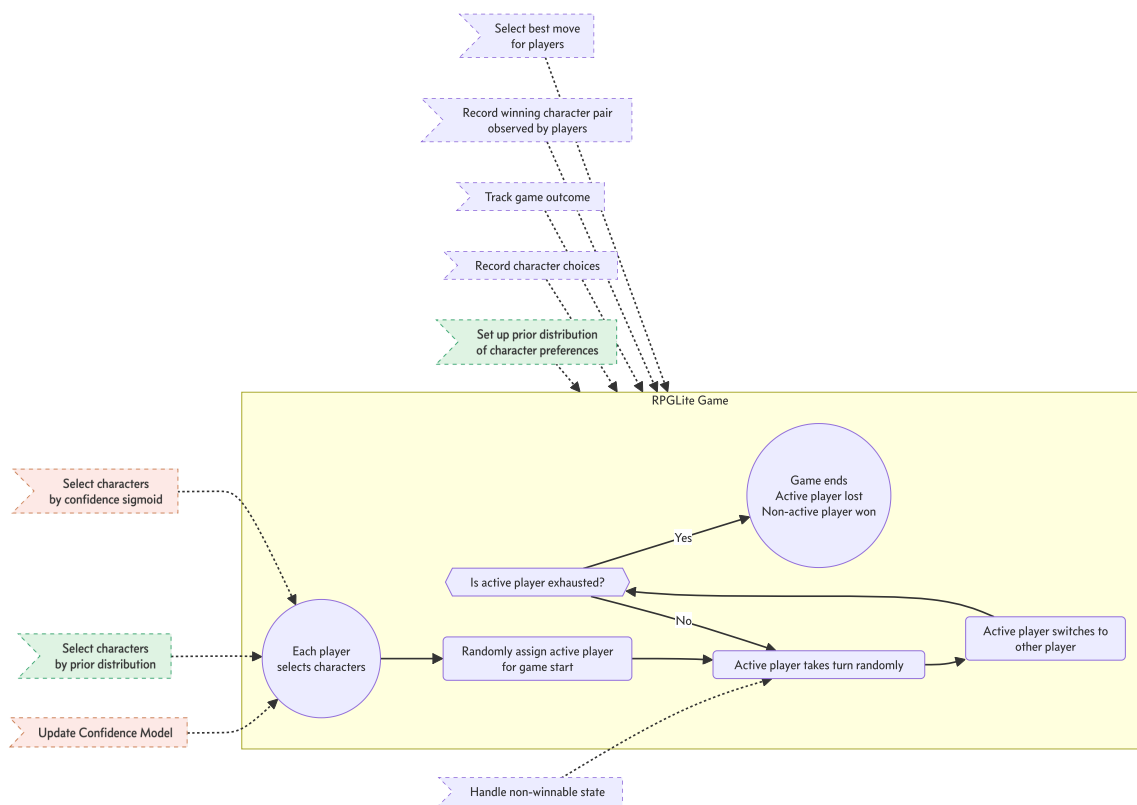 Select best move
for players
Record winning character pair
observed by players
Track game outcome
Record character choices
Set up prior distribution
of character preferences
RPGLite Game
Select characters
by confidence sigmoid
Game ends
Active player lost
Non-active player won
Yes
Is active player exhausted?
No
Each player
selects characters
Randomly assign active player
for game start
Active player takes turn randomly
Active player switches to
other player
Select characters
by prior distribution
Update Confidence Model
Handle non-winnable state